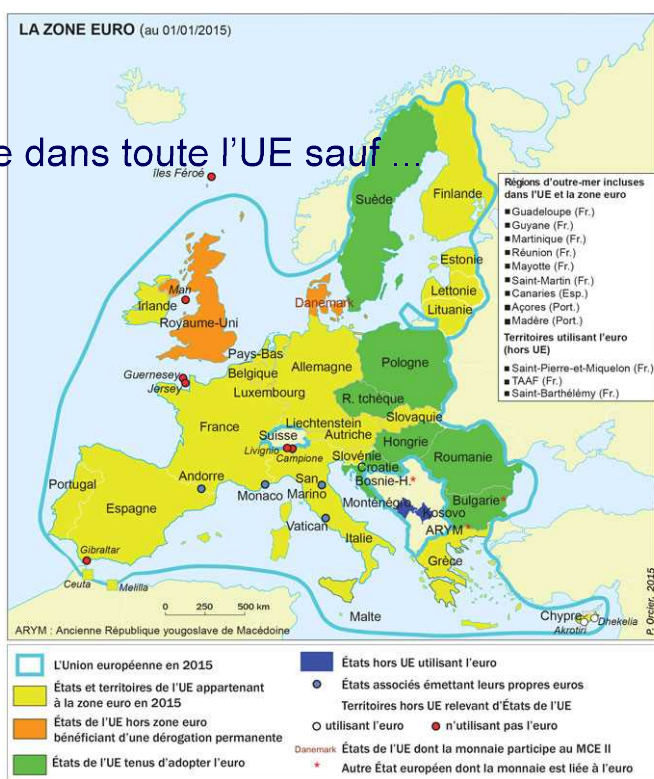 LA ZONE EURO (au 01/01/2015)
e dans toute l’UE sauf ...
îles Féroé
Suède
Finlande
Régions d'outre-mer incluses
dans l'UE et la zone euro
■ Guadeloupe (Fr.)
■ Guyane (Fr.)
■ Martinique (Fr.)
■ Réunion (Fr.)
■ Mayotte (Fr.)
■ Saint-Martin (Fr.)
■ Canaries (Esp.)
■ Açores (Port.)
■ Madère (Port.)
Territoires utilisant l'euro
(hors UE)
■ Saint-Pierre-et-Miquelon (Fr.)
■ TAAF (Fr.)
■ Saint-Barthélémy (Fr.)
Estonie
Lettonie
Lituanie
Man
Irlande
Royaume-Uni
Danemark
Pays-Bas
Belgique
Allemagne
Pologne
Guernesey
Jersey
Luxembourg
R. tchèque
Slovaquie
France
Liechtenstein
Suisse
Autriche
Hongrie
Livignio
Campione
Slovénie
Roumanie
Croatie
Bosnie-H.*
Andorre
Monaco
San
Marino
Monténégro
Kosovo
Bulgarie*
Portugal
Espagne
Vatican
Italie
ARYM*
Grèce
Gibraltar
Ceuta
Melilla
0 250 500 km
Malte
Chypre
Akrotiri
Dhekelia
P. Orcier, 2015
ARYM : Ancienne République yougoslave de Macédoine
L'Union européenne en 2015
États et territoires de l'UE appartenant
à la zone euro en 2015
États de l'UE hors zone euro
bénéficiant d'une dérogation permanente
États de l'UE tenus d'adopter l'euro
États hors UE utilisant l'euro
États associés émettant leurs propres euros
Territoires hors UE relevant d'États de l'UE
utilisant l'euro
n'utilisant pas l'euro
Danemark États de l'UE dont la monnaie participe au MCE II
* Autre État européen dont la monnaie est liée à l'euro